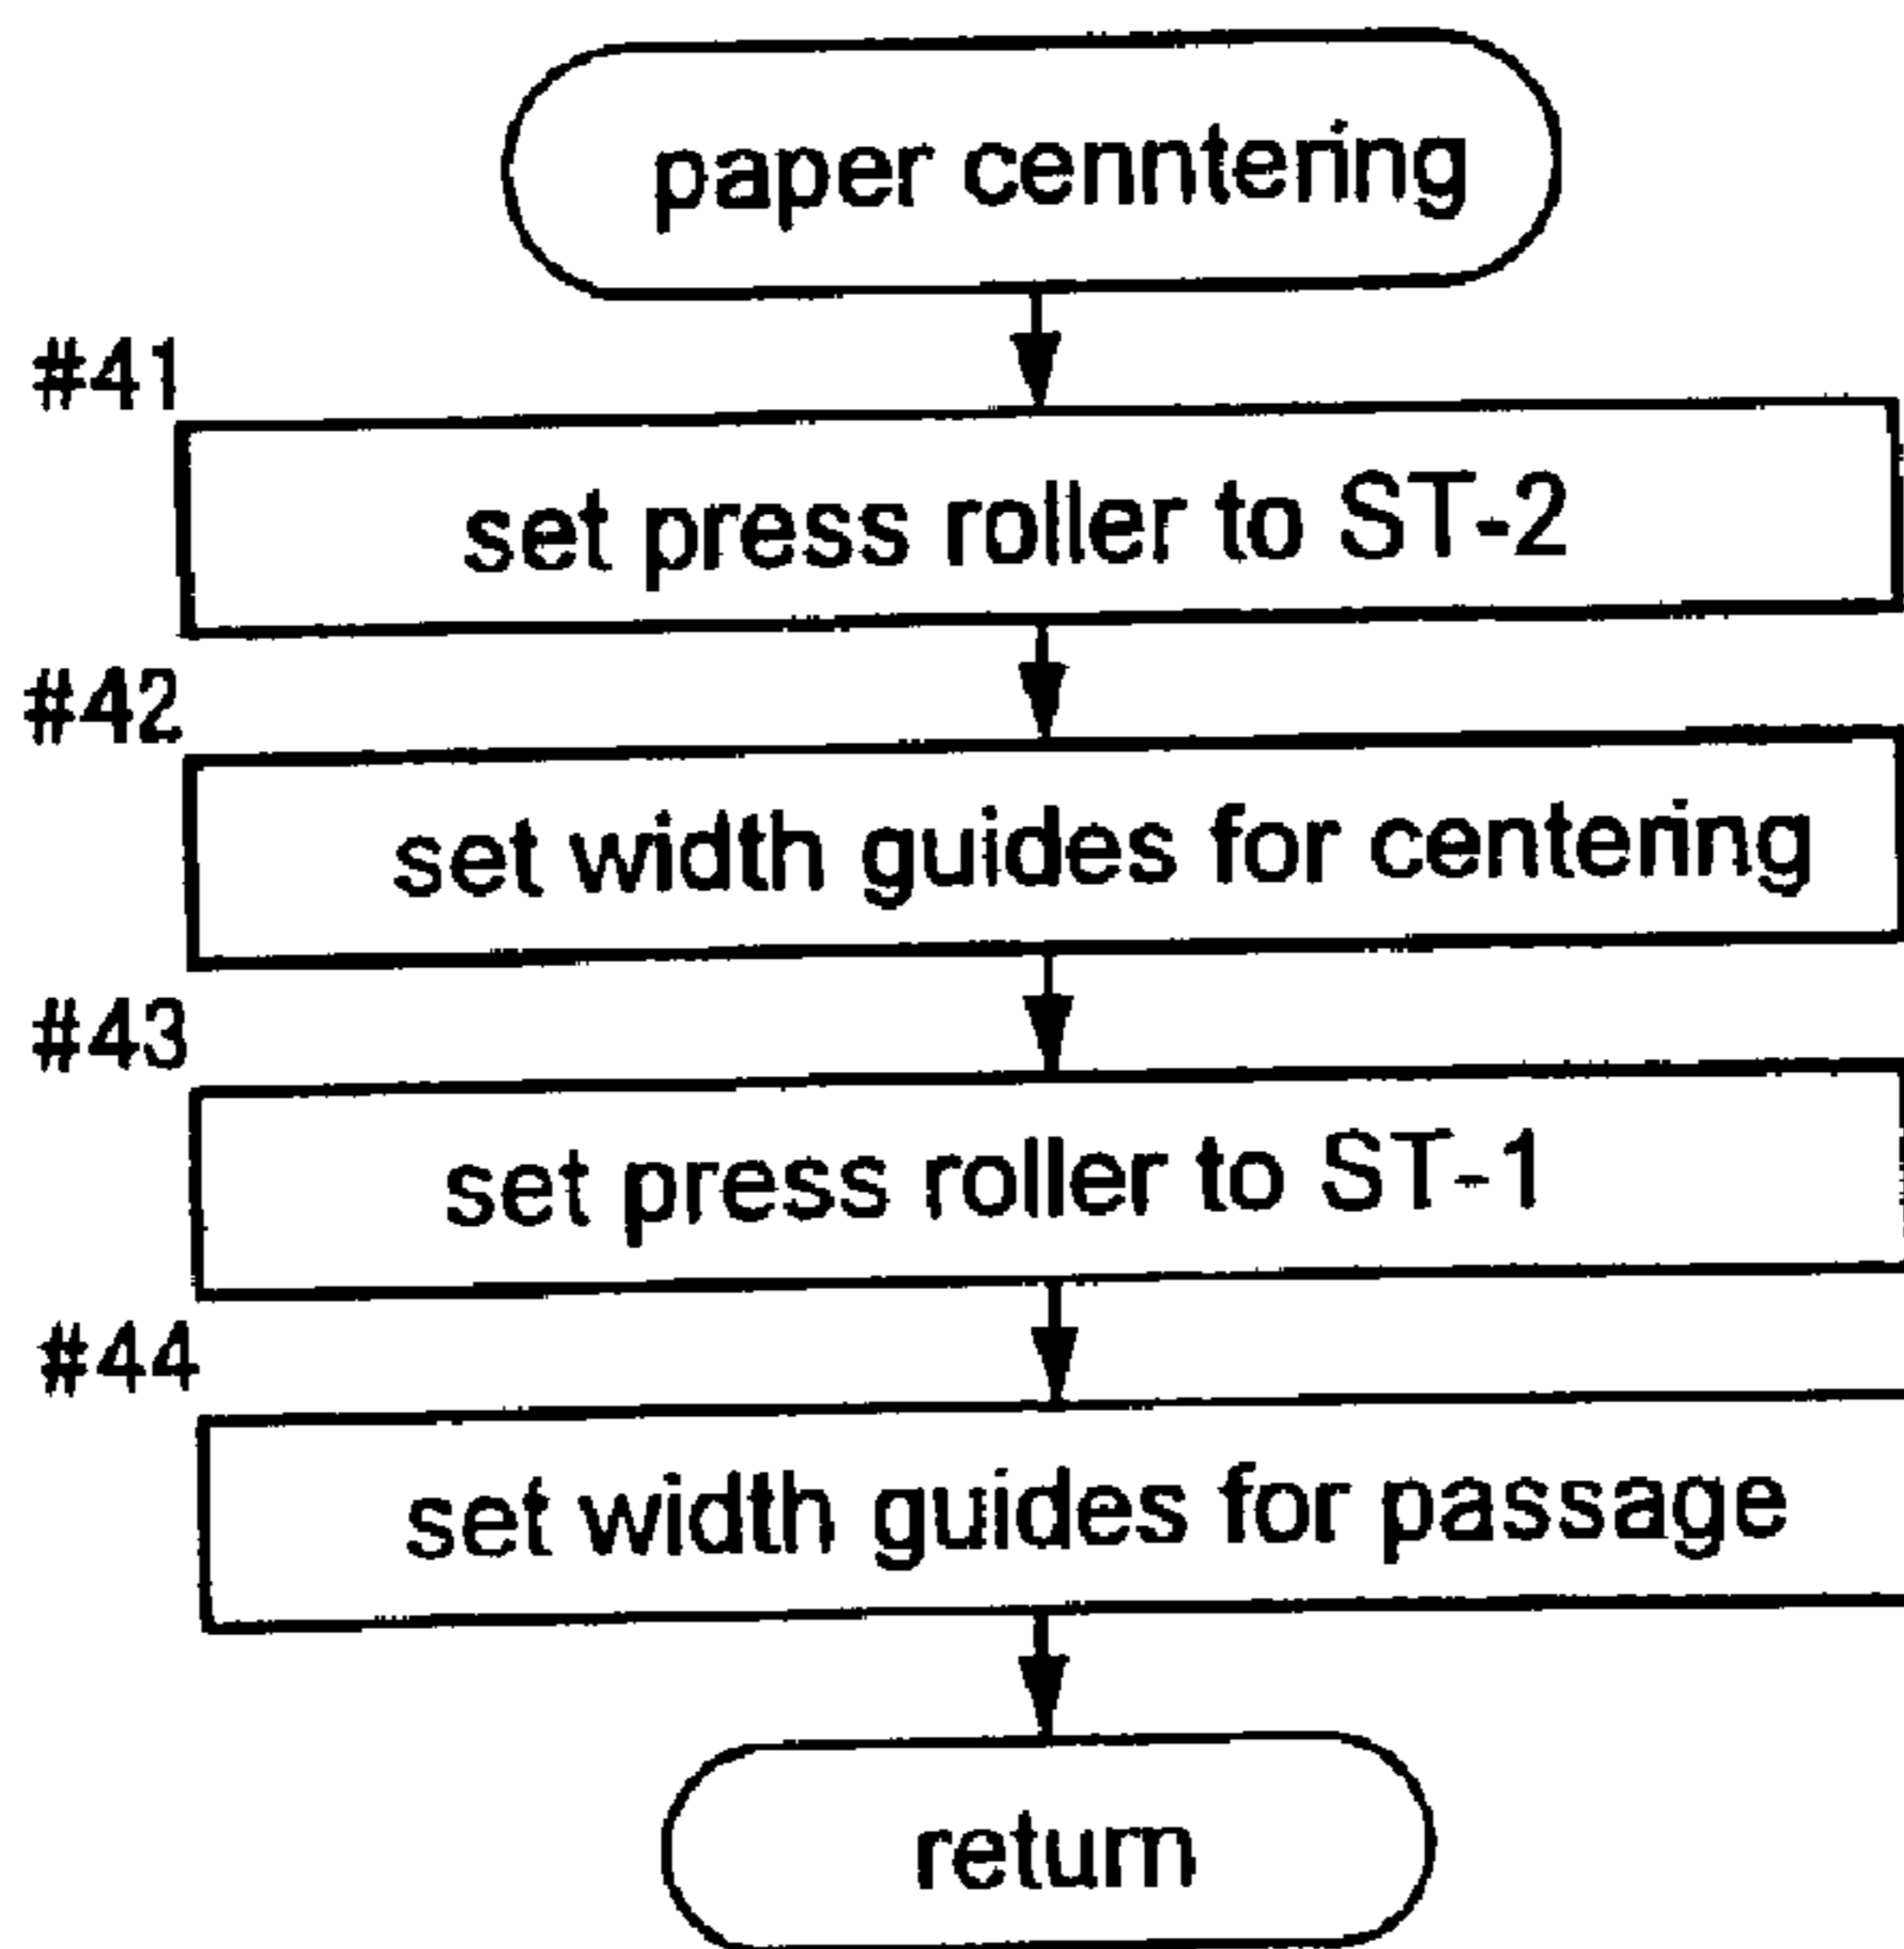 paper cenntering
#41
set press roller to ST-2
#42
set width guides for centering
#43
set press roller to ST-1
#44
set width guides for passage
return